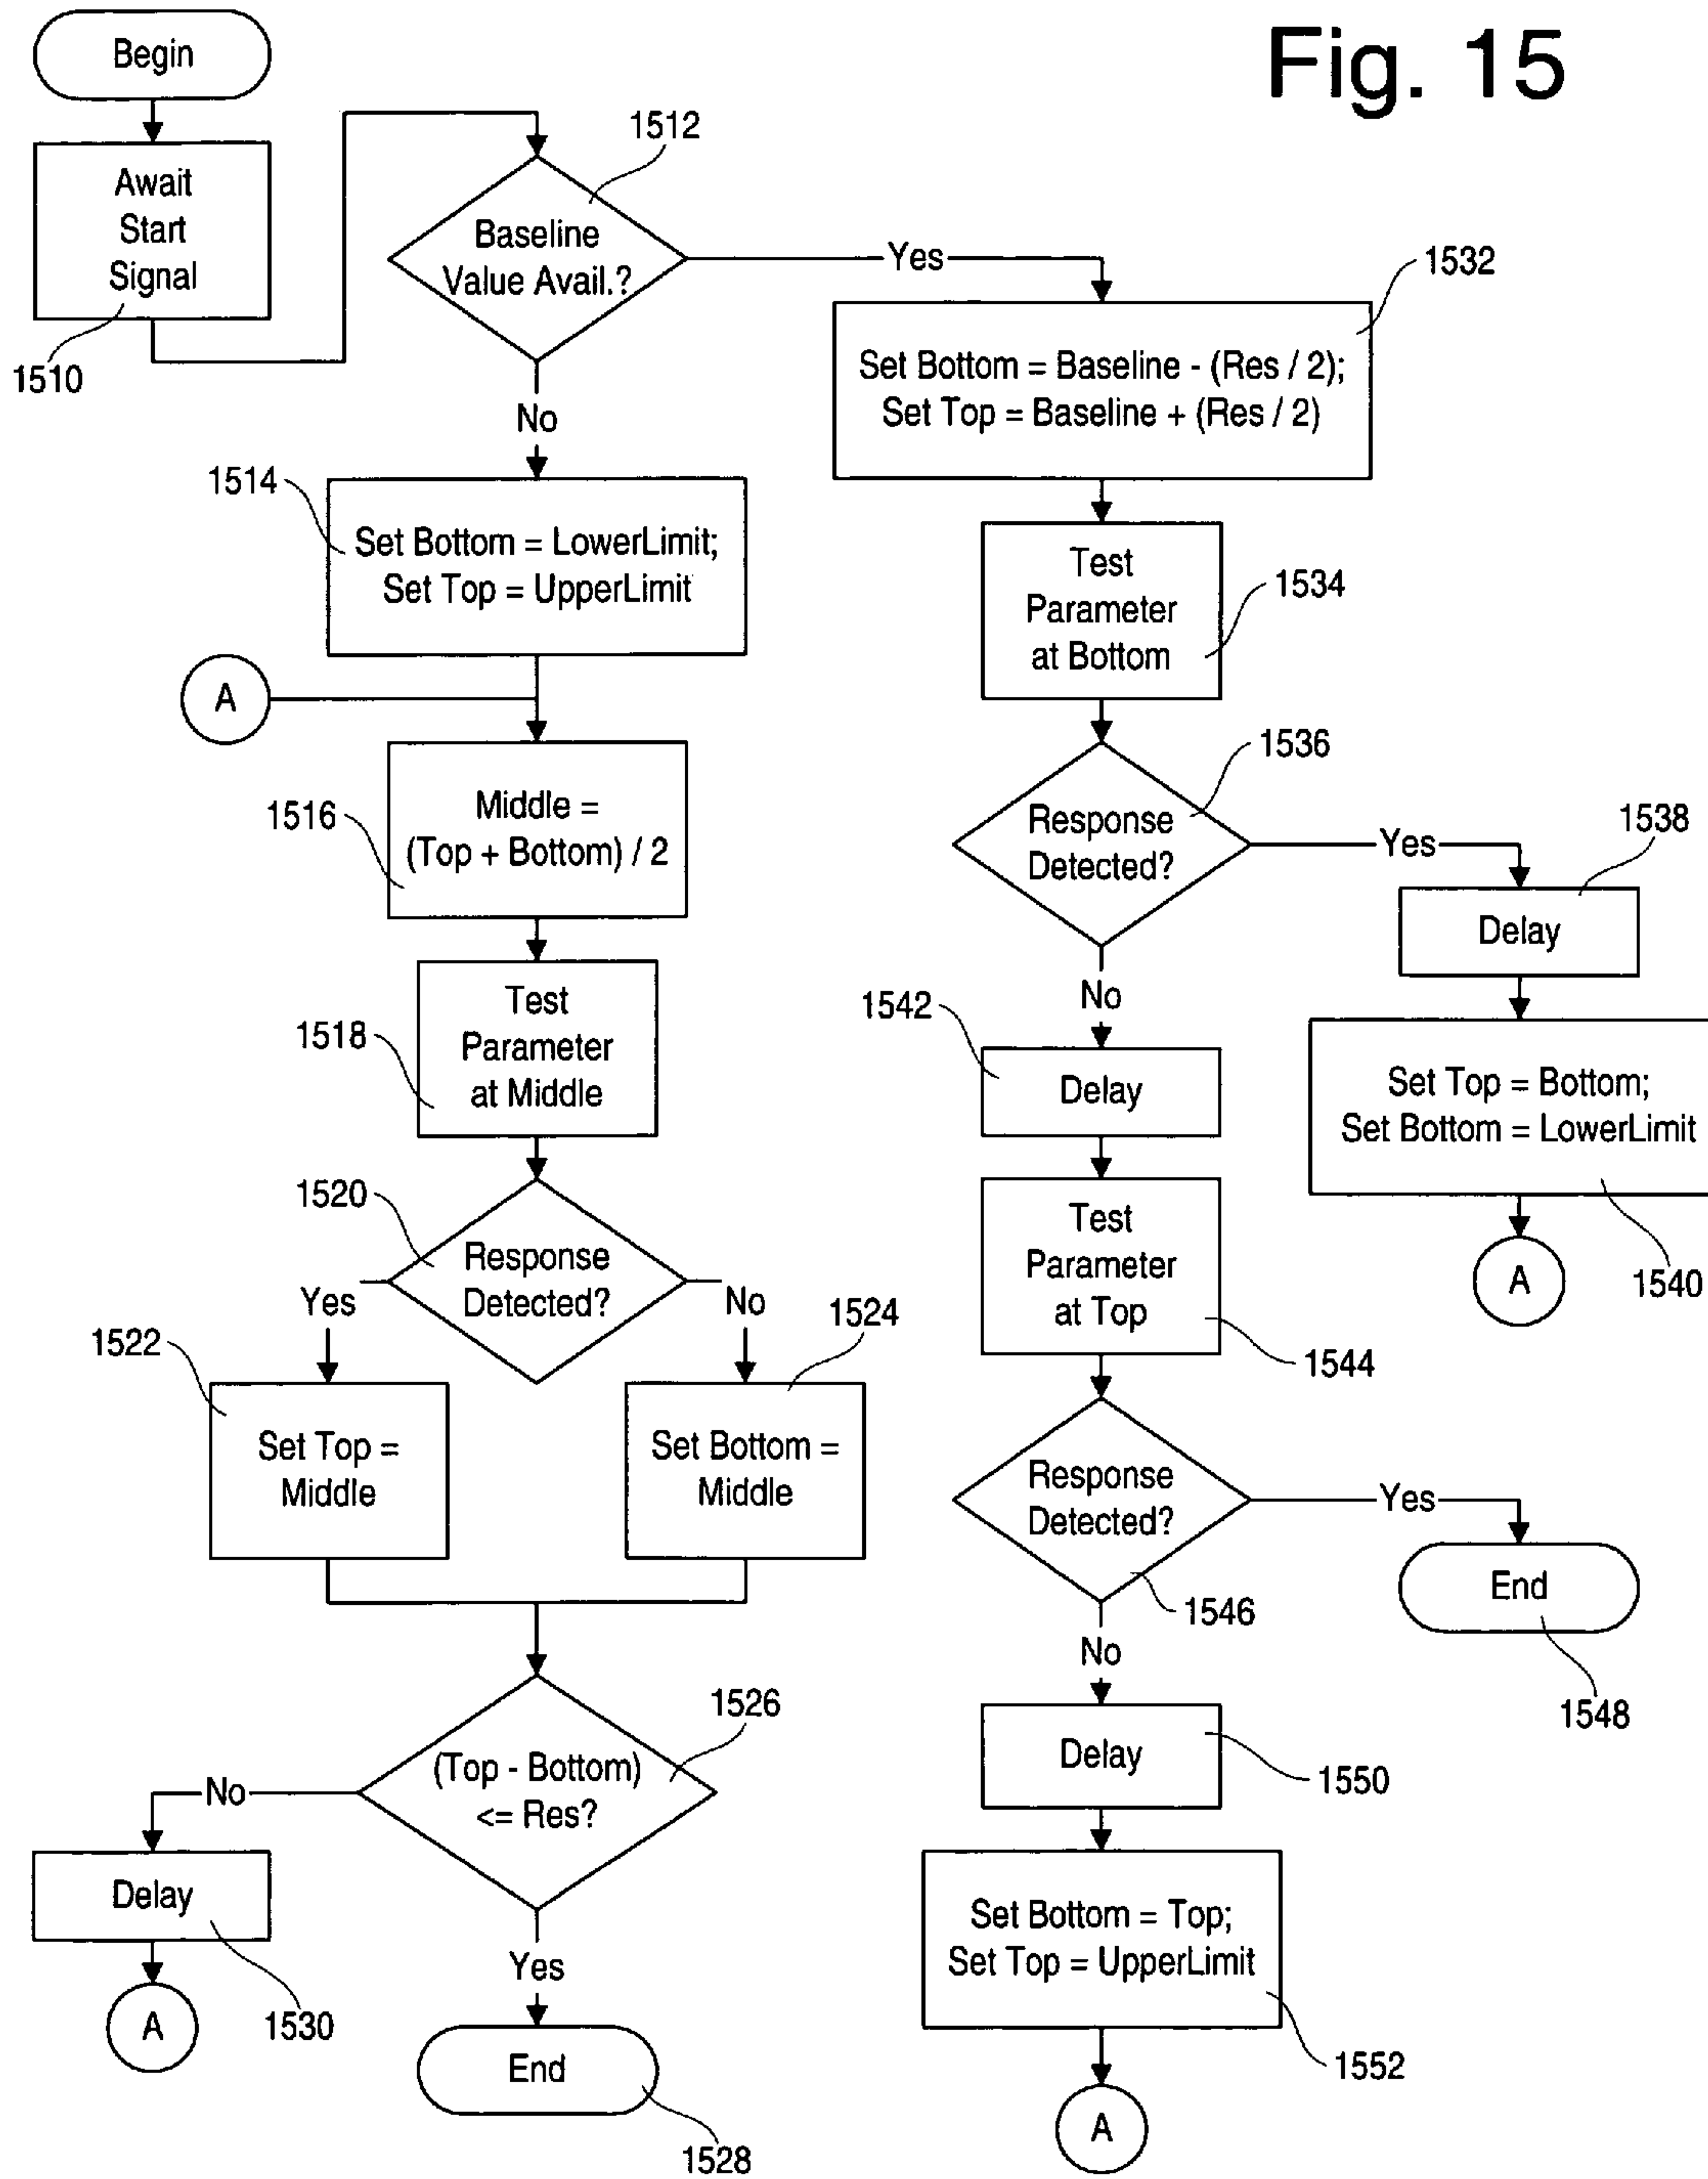 Fig. 15
Begin
Await
Start
Signal
1510
1512
Baseline
Value Avail.?
Yes
No
1514
Set Bottom = LowerLimit;
Set Top = UpperLimit
A
1516
Middle =
(Top + Bottom) / 2
1518
Test
Parameter
at Middle
1520
Response
Detected?
Yes
No
1522
Set Top =
Middle
1524
Set Bottom =
Middle
1526
(Top - Bottom)
<= Res?
No
Delay
1530
A
Yes
End
1528
1532
Set Bottom = Baseline - (Res / 2);
Set Top = Baseline + (Res / 2)
Test
Parameter
at Bottom
1534
1536
Response
Detected?
Yes
1538
Delay
Set Top = Bottom;
Set Bottom = LowerLimit
1540
A
No
1542
Delay
Test
Parameter
at Top
1544
Response
Detected?
1546
Yes
End
1548
No
Delay
1550
Set Bottom = Top;
Set Top = UpperLimit
1552
A